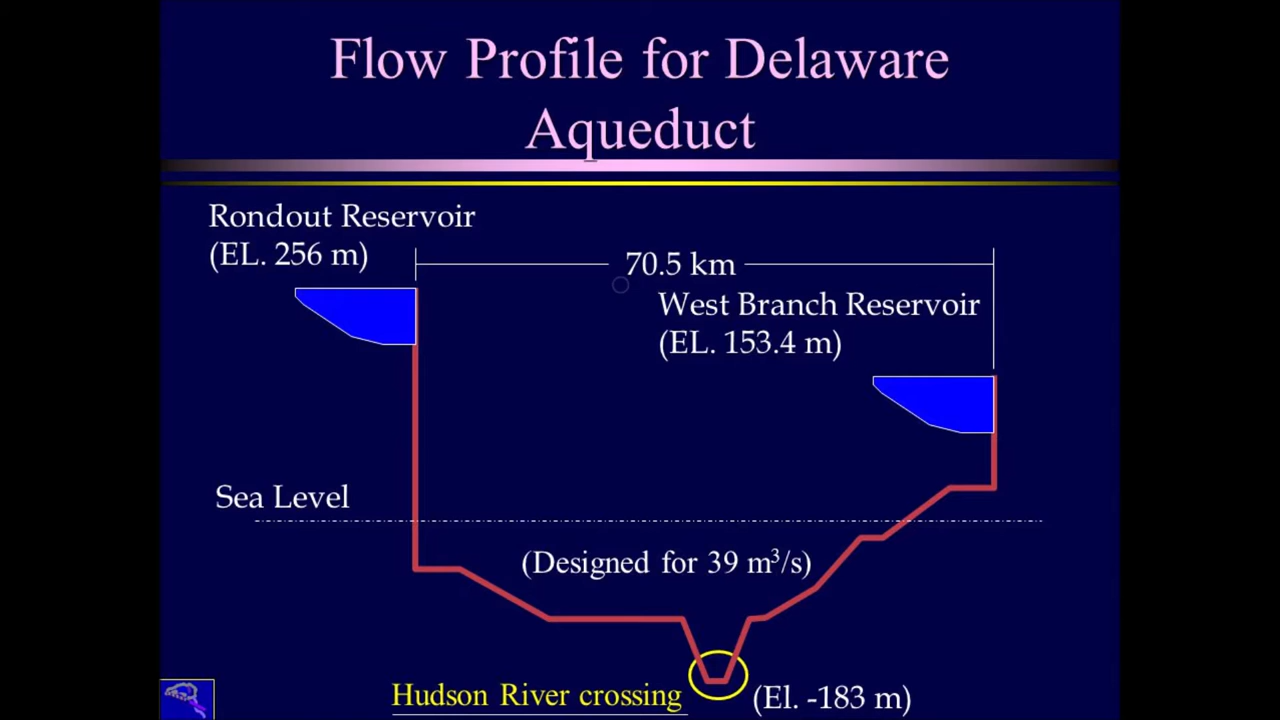 Flow Profile for Delaware
Aqueduct
Rondout Reservoir
(EL. 256 m)
70.5 km
West Branch Reservoir
(EL. 153.4 m)
Sea Level
(Designed for 39 m³/s)
Hudson River crossing
(El. -183 m)